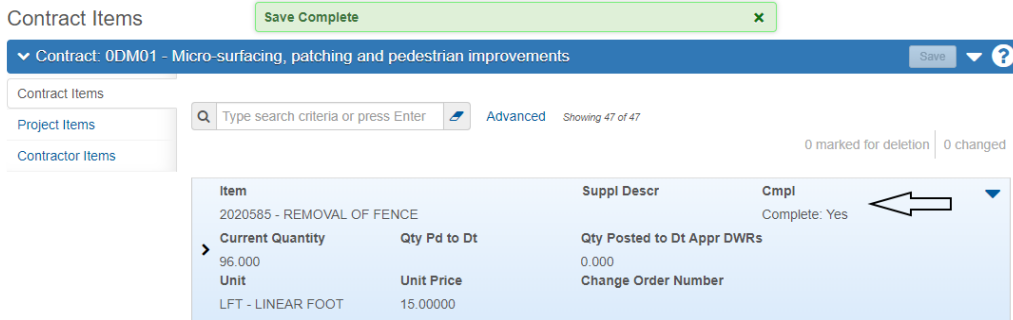 Contract Items
Save Complete ×
Contract: 0DM01 - Micro-surfacing, patching and pedestrian improvements Save ?
Contract Items
Project Items
Contractor Items
Type search criteria or press Enter Advanced Showing 47 of 47
0 marked for deletion 0 changed
Item Suppl Descr Cmpl
2020585 - REMOVAL OF FENCE Complete: Yes
Current Quantity Qty Pd to Dt Qty Posted to Dt Appr DWRs
96.000 0.000
Unit Unit Price Change Order Number
LFT - LINEAR FOOT 15.00000